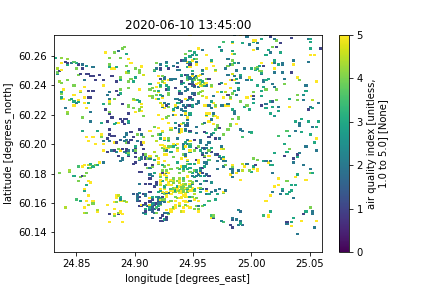 2020-06-10 13:45:00
60.26
60.24
60.22
60.20
60.18
60.16
60.14
latitude [degrees_north]
24.85 24.90 24.95 25.00 25.05
longitude [degrees_east]
5
4
3
2
1
0
air quality index [unitless,
1.0 to 5.0] [None]